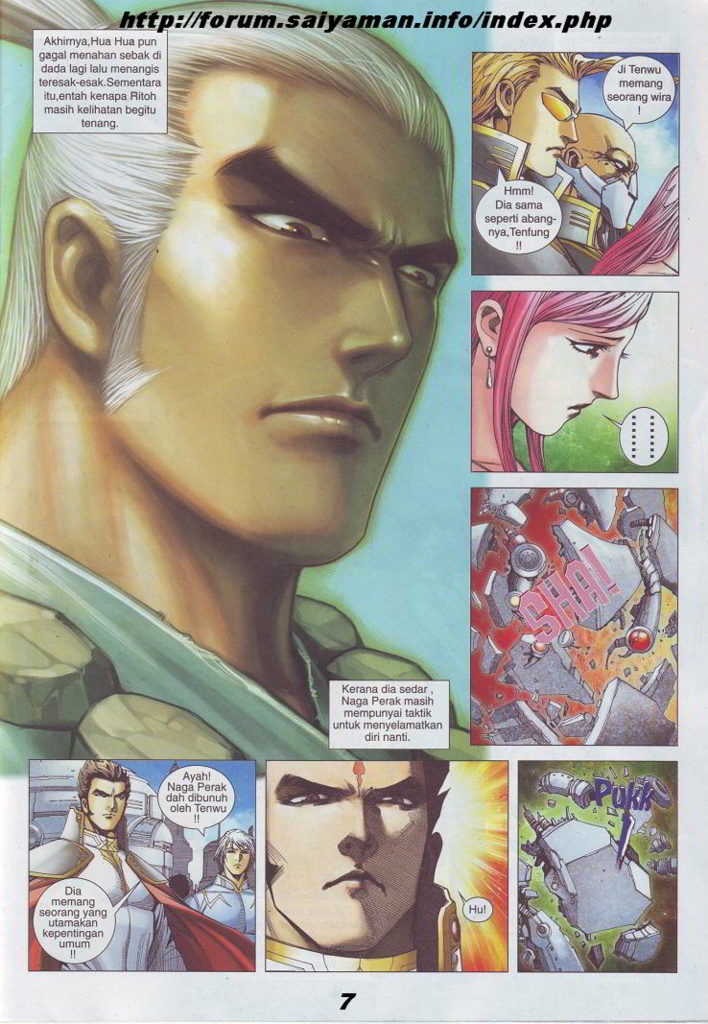 http://forum.saiyaman.info/index.php
Akhirnya,Hua Hua pun
gagal menahan sebak di
dada lagi lalu menangis
teresak-esak.Sementara
itu,entah kenapa Ritoh
masih kelihatan begitu
tenang.
Ji Tenwu
memang
seorang wira
!
Hmm!
Dia sama
seperti abang-
nya,Tenfung
!!
SHA!
Kerana dia sedar ,
Naga Perak masih
mempunyai taktik
untuk menyelamatkan
diri nanti.
Ayah!
Naga Perak
dah dibunuh
oleh Tenwu
!!
Dia
memang
seorang yang
utamakan
kepentingan
umum
!!
Hu!
Pukk
!
7